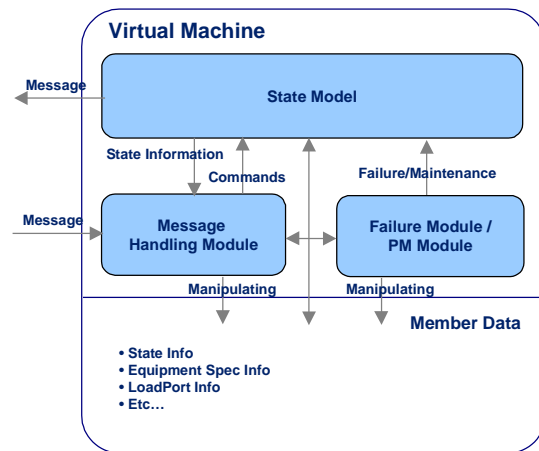 Virtual Machine
Message
State Model
State Information
Commands
Failure/Maintenance
Message
Message
Handling Module
Failure Module /
PM Module
Manipulating
Manipulating
Member Data
• State Info
• Equipment Spec Info
• LoadPort Info
• Etc…